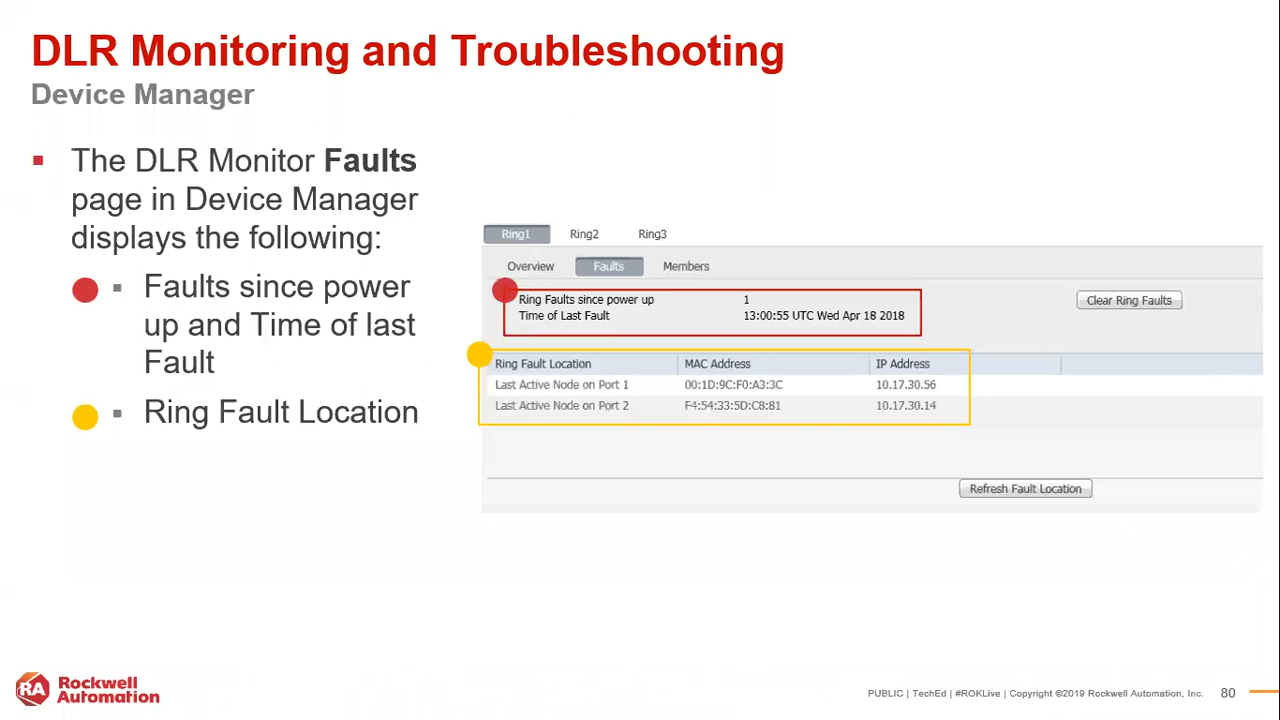 DLR Monitoring and Troubleshooting
Device Manager
▪ The DLR Monitor Faults
page in Device Manager
displays the following:
▪ Faults since power
up and Time of last
Fault
▪ Ring Fault Location
Ring1 Ring2 Ring3
Overview Faults Members
Ring Faults since power up 1
Clear Ring Faults
Time of Last Fault 13:00:55 UTC Wed Apr 18 2018
Ring Fault Location MAC Address IP Address
Last Active Node on Port 1 00:1D:9C:F0:A3:3C 10.17.30.56
Last Active Node on Port 2 F4:54:33:5D:C8:81 10.17.30.14
Refresh Fault Location
RA
Rockwell
Automation
PUBLIC | TechEd | #ROKLive | Copyright ©2019 Rockwell Automation, Inc. 80